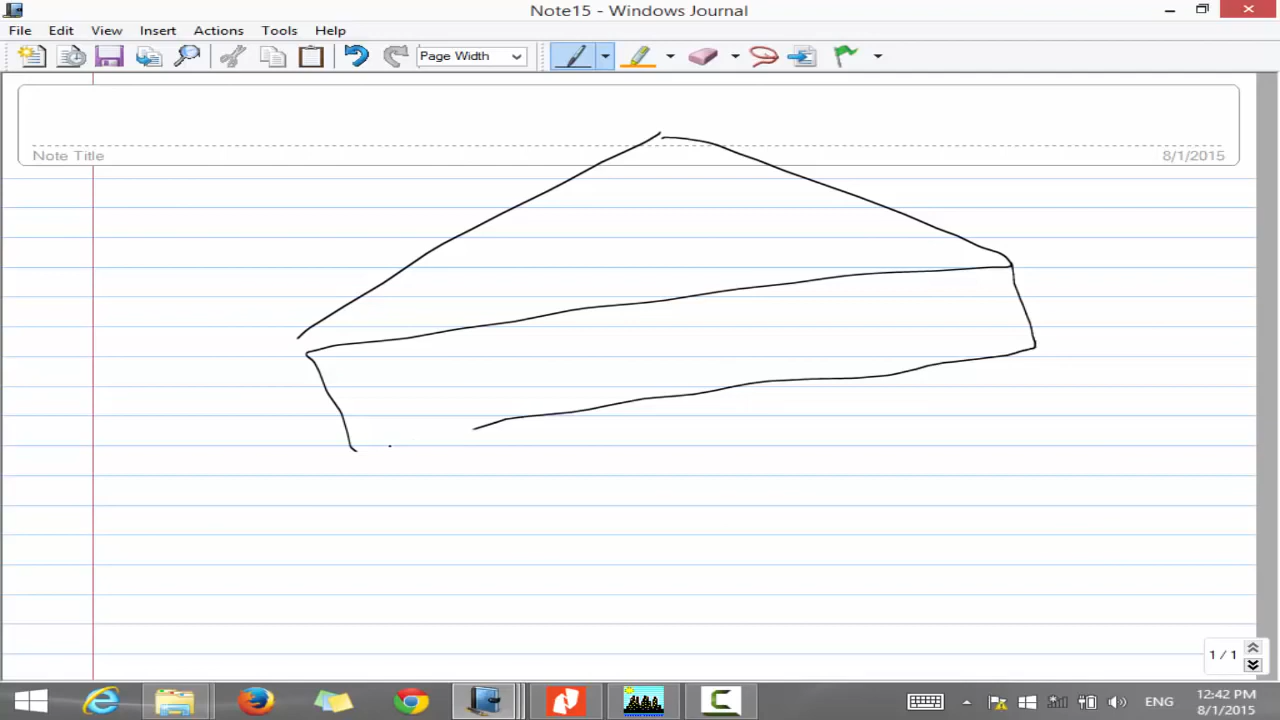 Note15 - Windows Journal
File Edit View Insert Actions Tools Help
Page Width
Note Title
8/1/2015
1 / 1
ENG
12:42 PM
8/1/2015